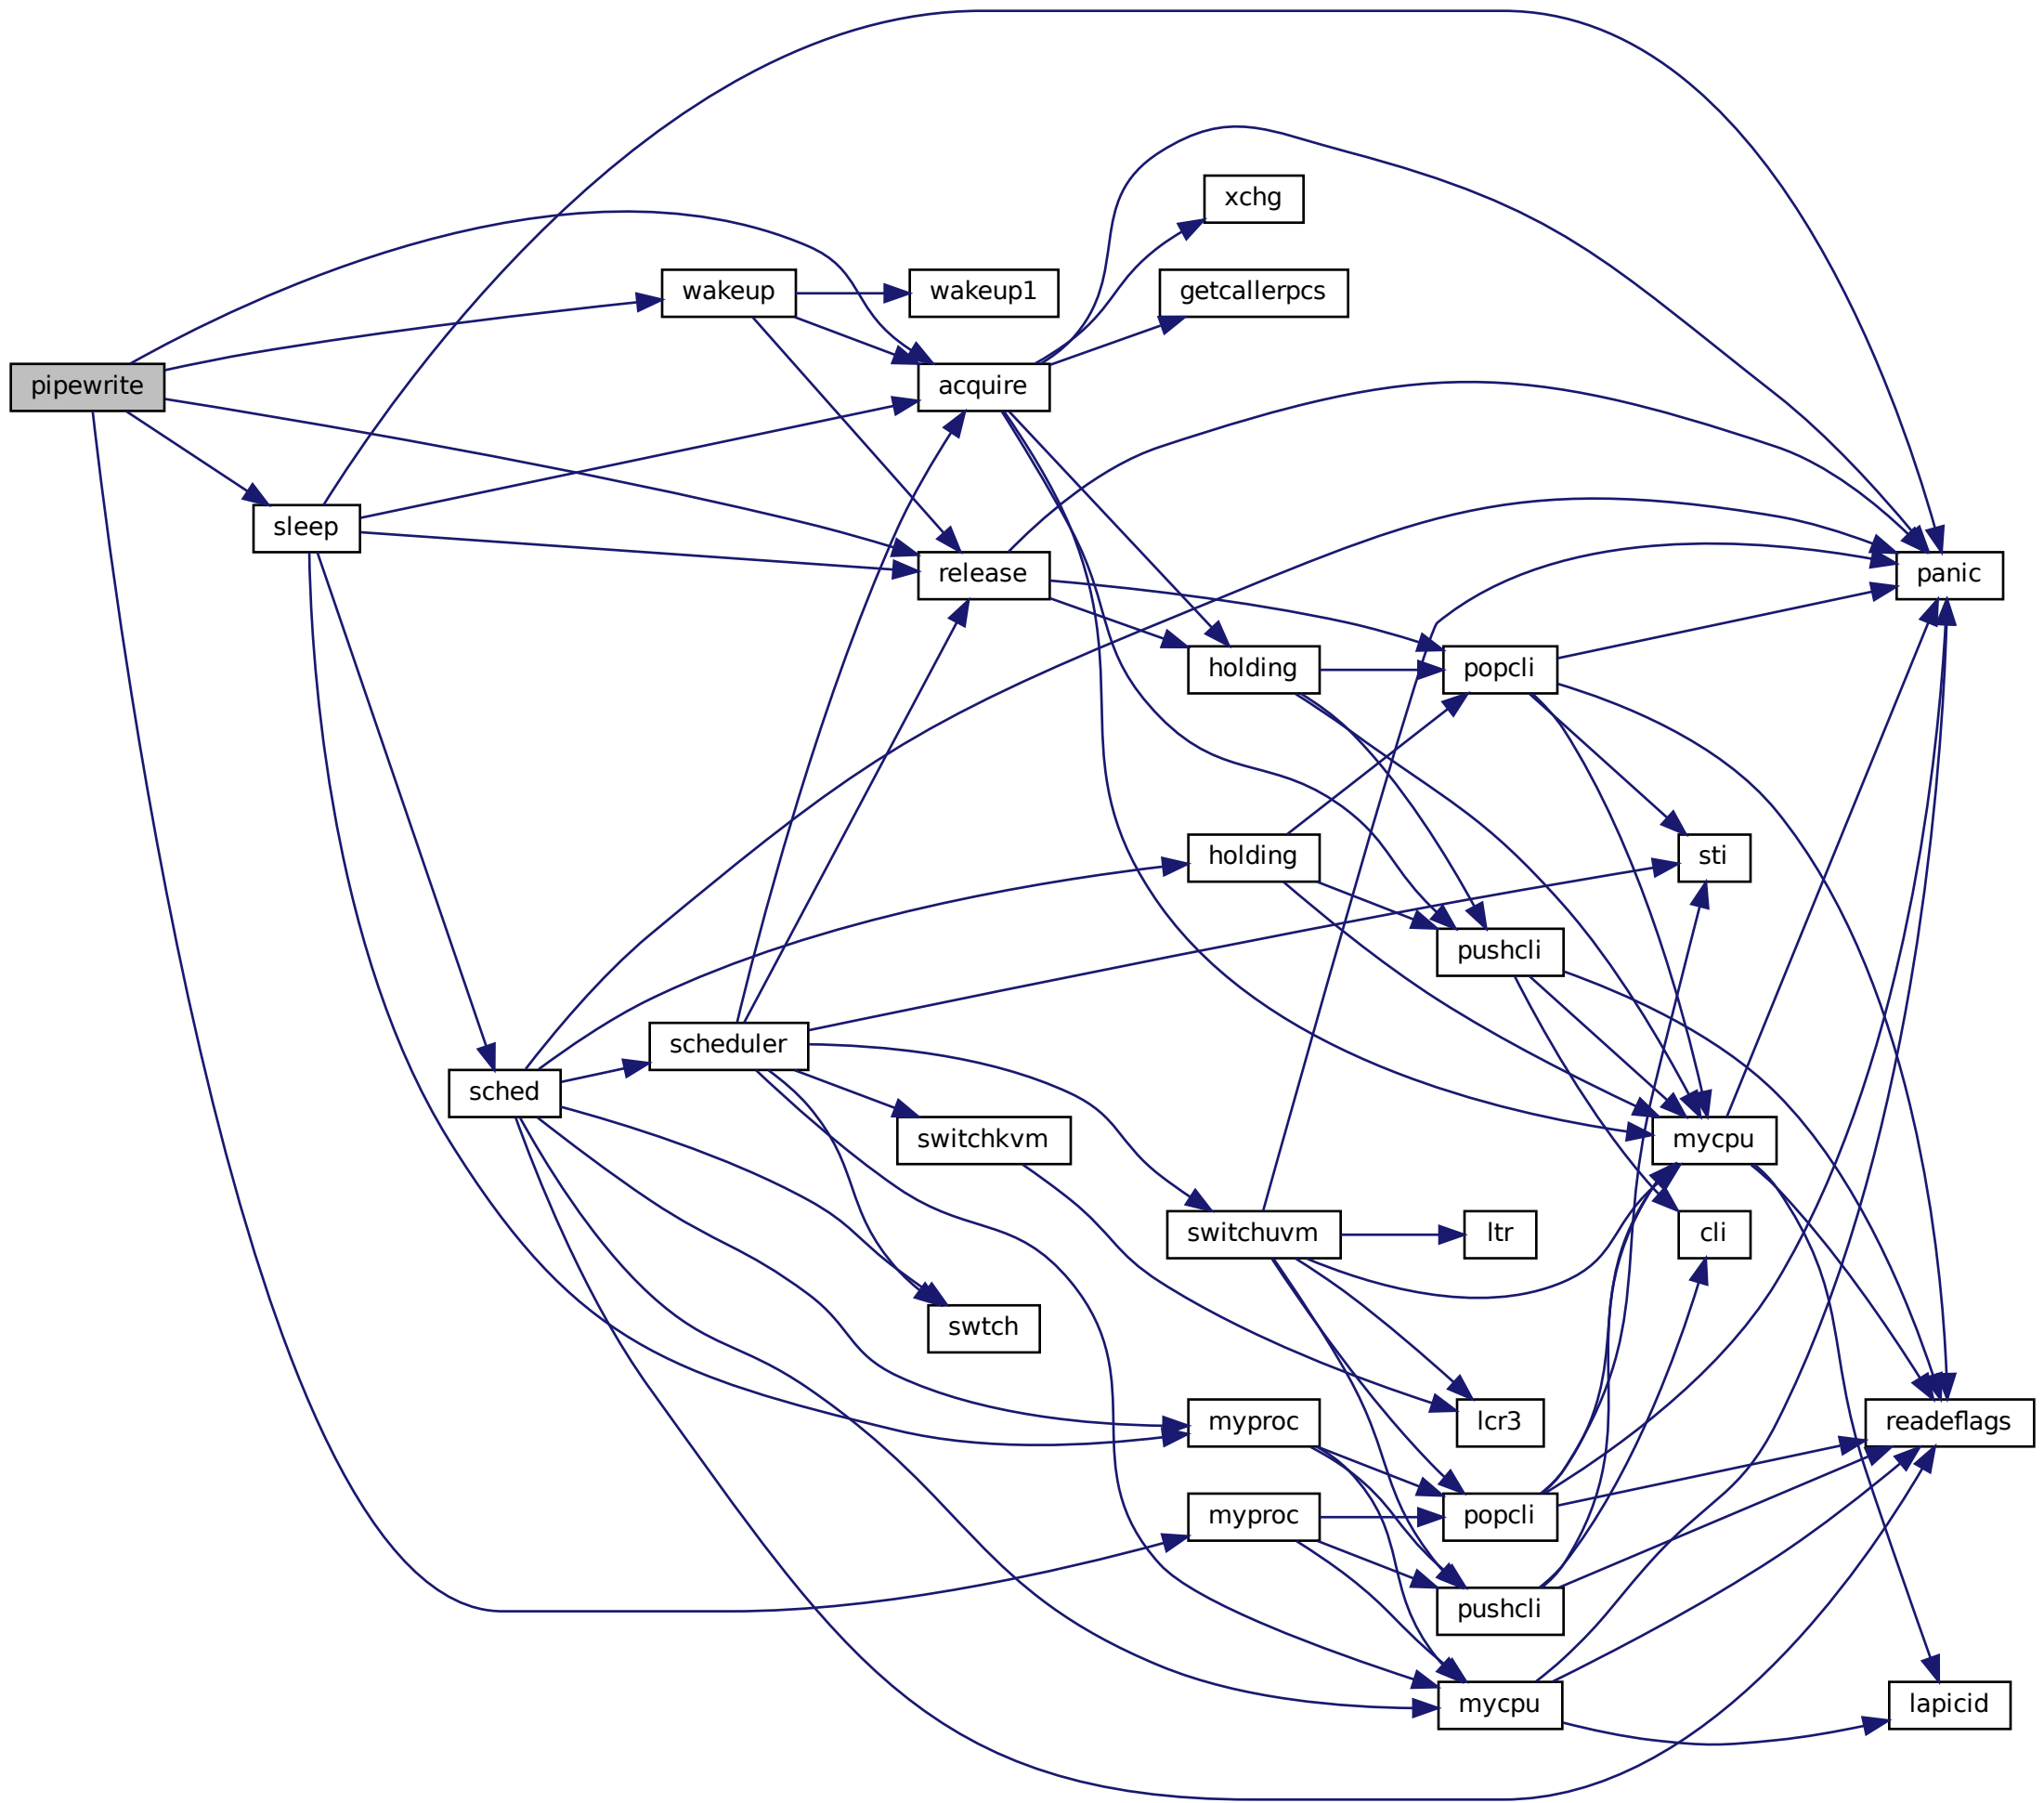 xchg
wakeup
wakeup1
getcallerpcs
pipewrite
acquire
sleep
release
panic
holding
popcli
holding
sti
pushcli
scheduler
sched
switchkvm
mycpu
switchuvm
ltr
cli
swtch
myproc
lcr3
readeflags
myproc
popcli
pushcli
mycpu
lapicid